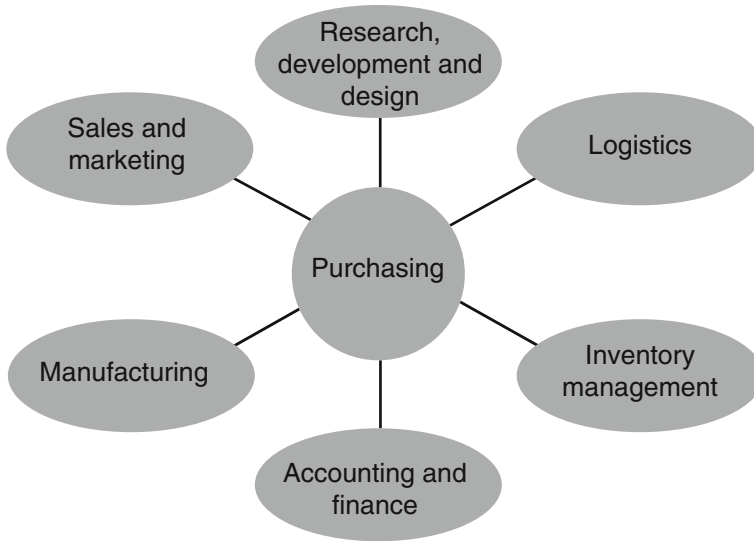 Research,
development and
design
Sales and
marketing
Logistics
Purchasing
Manufacturing
Inventory
management
Accounting and
finance